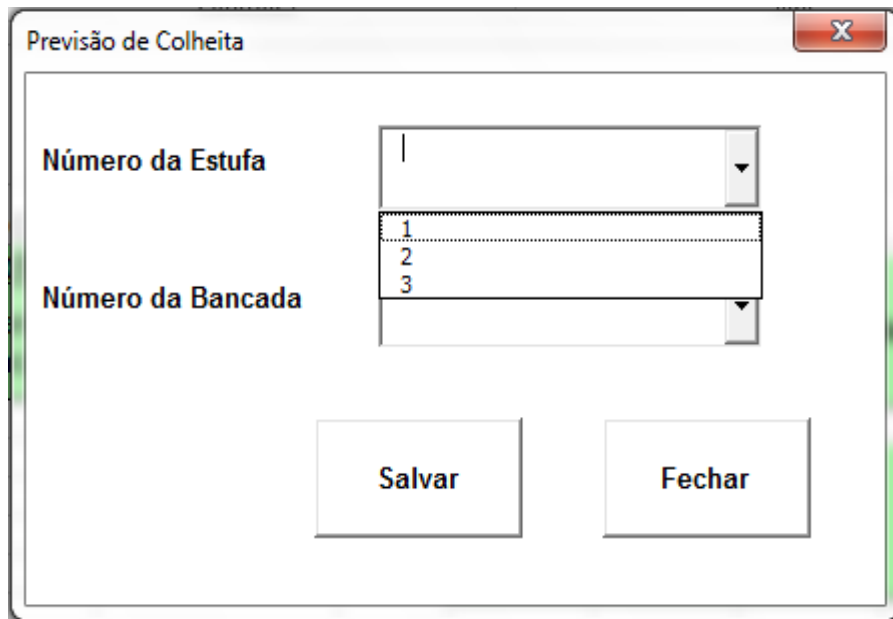 Previsão de Colheita
Número da Estufa
1
2
3
Número da Bancada
Salvar
Fechar